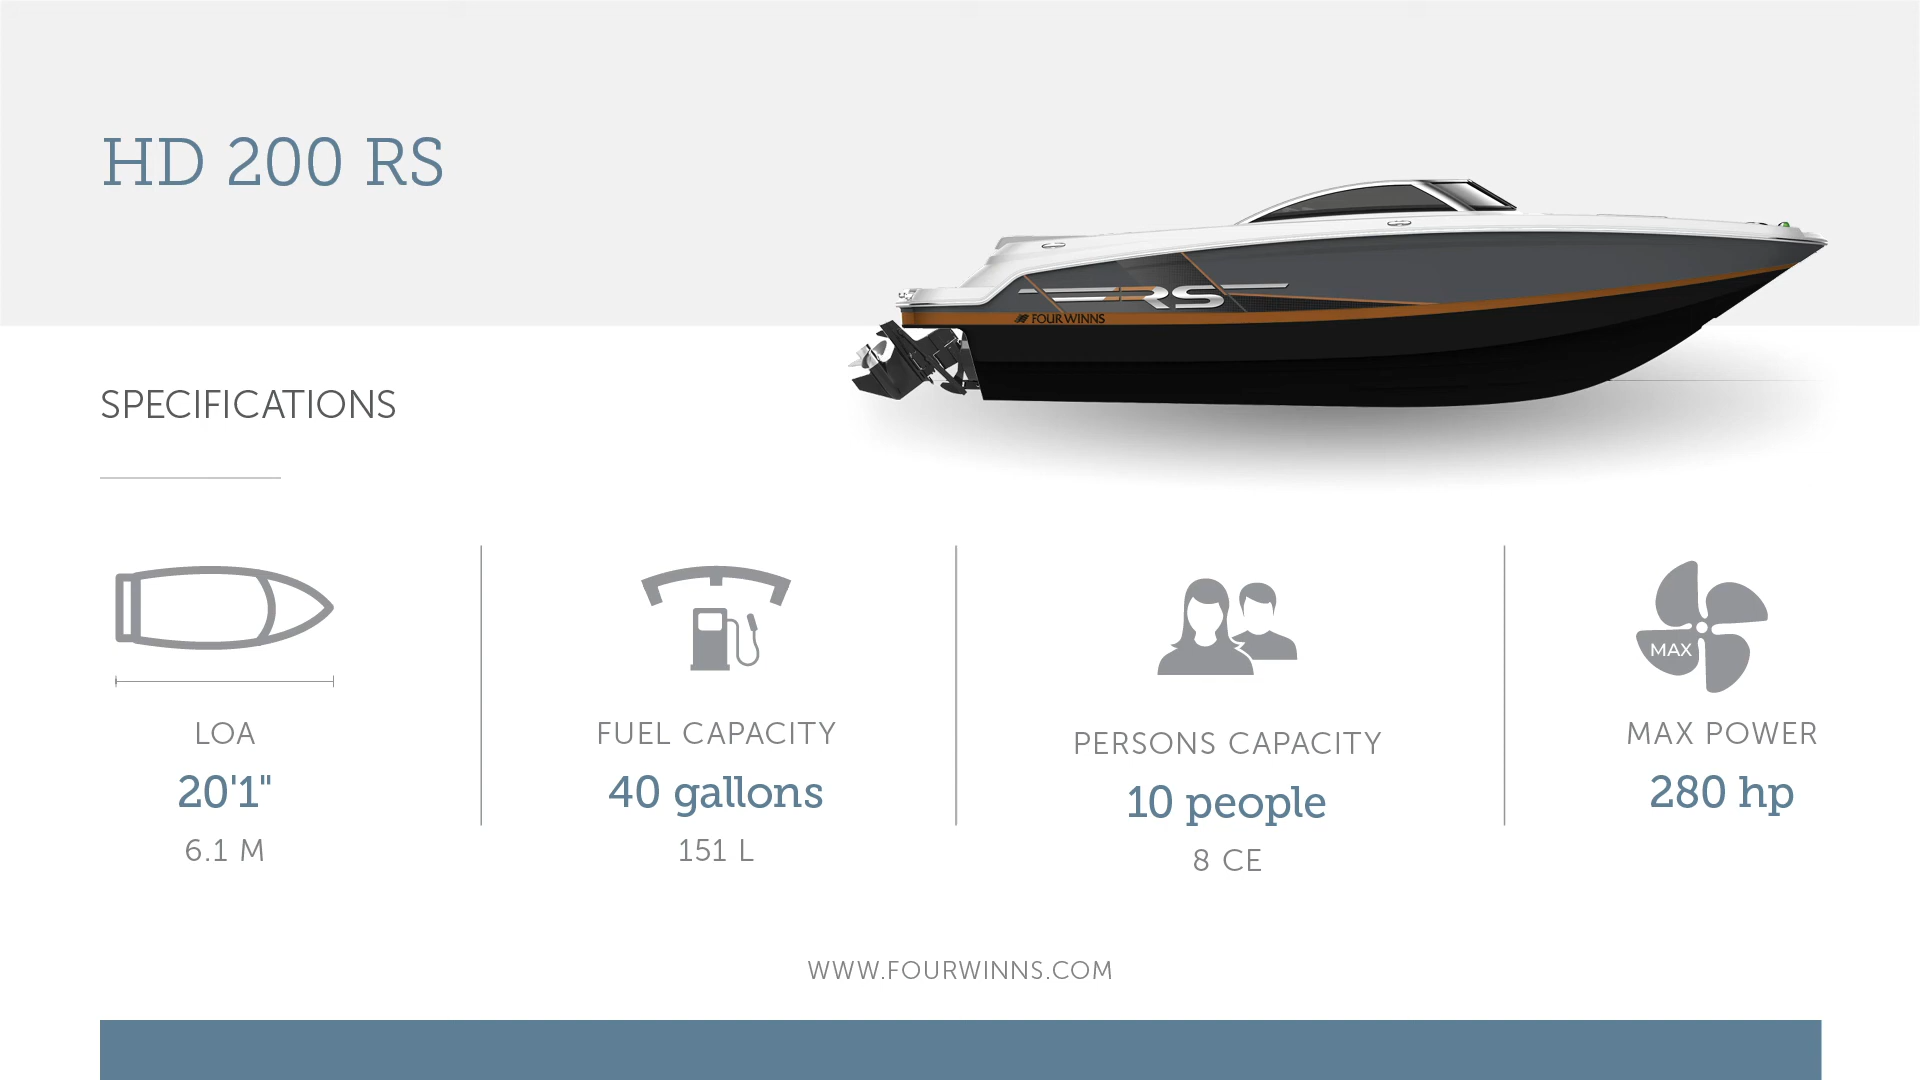 HD 200 RS
RS
FOUR WINNS
SPECIFICATIONS
LOA
20'1"
6.1 M
FUEL CAPACITY
40 gallons
151 L
PERSONS CAPACITY
10 people
8 CE
MAX
MAX POWER
280 hp
WWW.FOURWINNS.COM